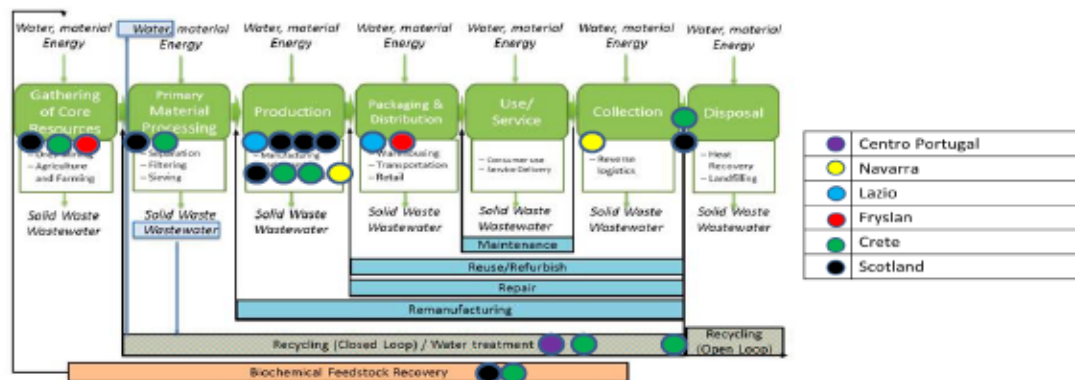 Water, material
Energy
Water, material
Energy
Water, material
Energy
Water, material
Energy
Water, material
Energy
Water, material
Energy
Water, material
Energy
Gathering
of Core
Resources
Primary
Material
Processing
Production
Packaging &
Distribution
Use/
Service
Collection
Disposal
– Agriculture
and Farming
– Separation
– Filtering
– Sieving
– Manufacturing
– Warehousing
– Transportation
– Retail
– Consumer use
– Service Delivery
– Reverse
logistics
– Heat
Recovery
– Landfilling
Solid Waste
Wastewater
Solid Waste
Wastewater
Solid Waste
Wastewater
Solid Waste
Wastewater
Solid Waste
Wastewater
Solid Waste
Wastewater
Solid Waste
Wastewater
Maintenance
Reuse/Refurbish
Repair
Remanufacturing
Recycling (Closed Loop) / Water treatment
Recycling
(Open Loop)
Biochemical Feedstock Recovery
Centro Portugal
Navarra
Lazio
Fryslan
Crete
Scotland